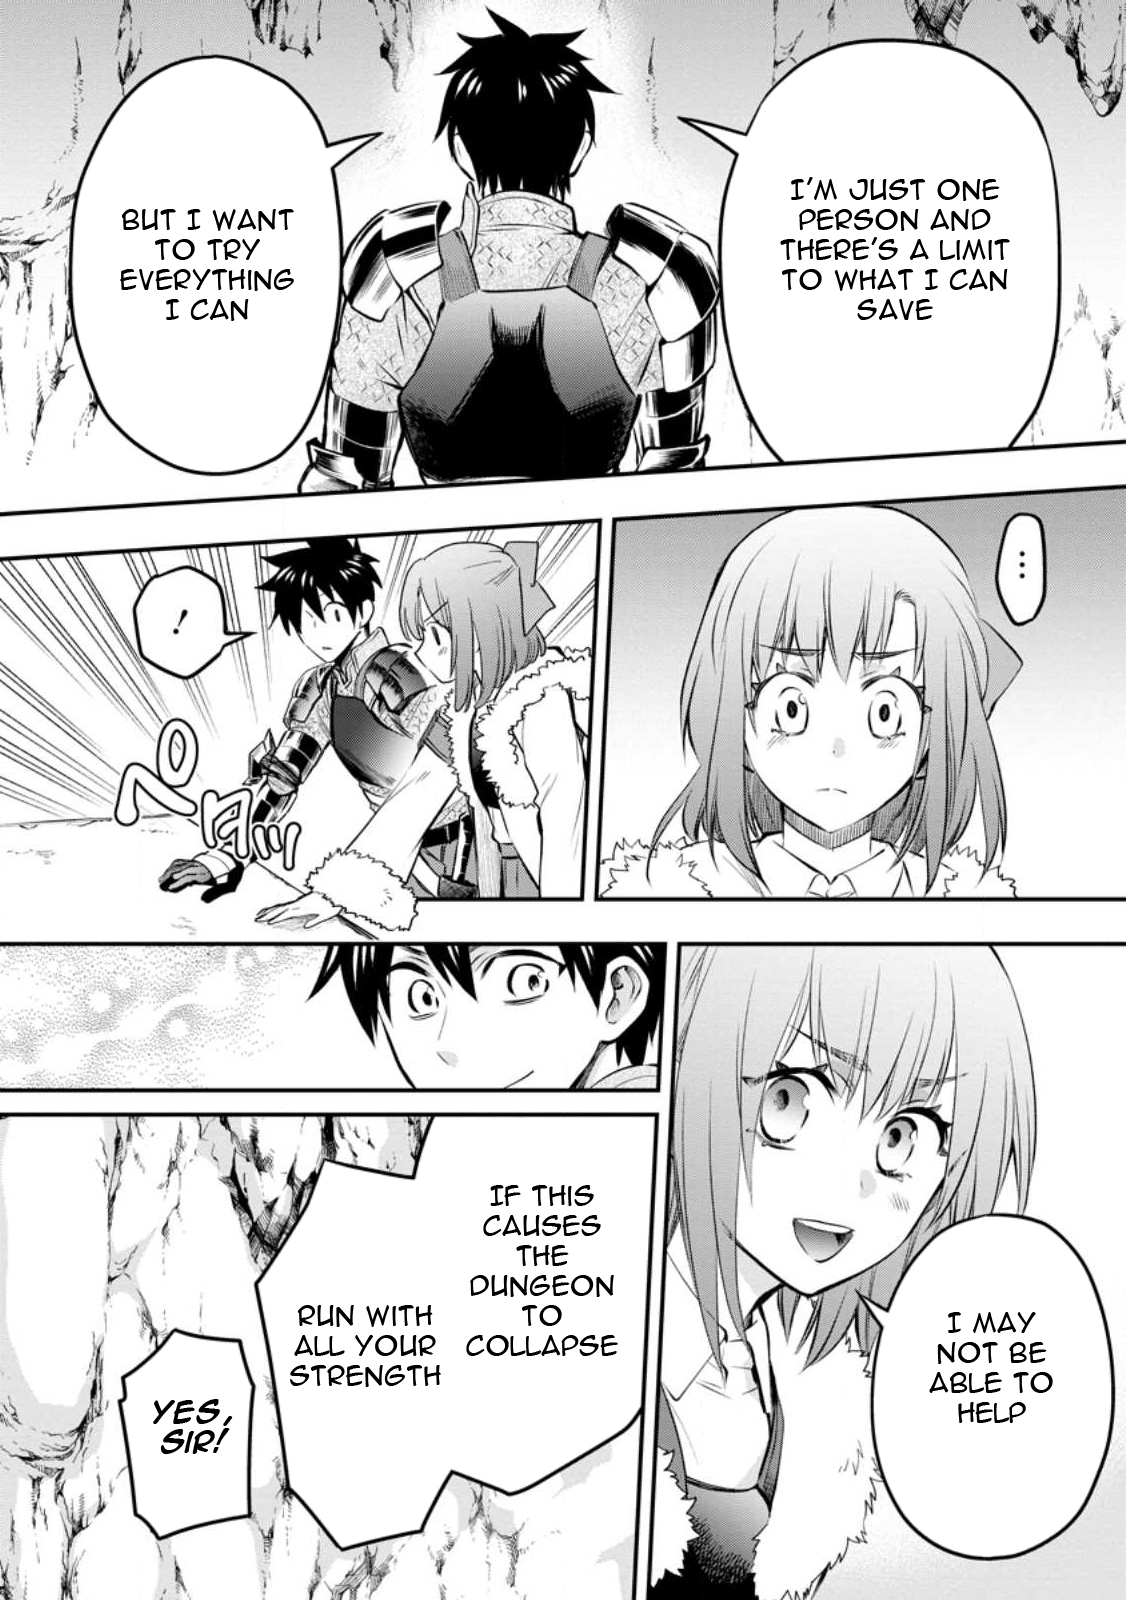 I'M JUST ONE
PERSON AND
THERE'S A LIMIT
TO WHAT I CAN
SAVE
BUT I WANT
TO TRY
EVERYTHING
I CAN
...
!
ペタッ
I MAY
NOT BE
ABLE TO
HELP
IF THIS
CAUSES
THE
DUNGEON
TO
COLLAPSE
RUN WITH
ALL YOUR
STRENGTH
YES,
SIR!